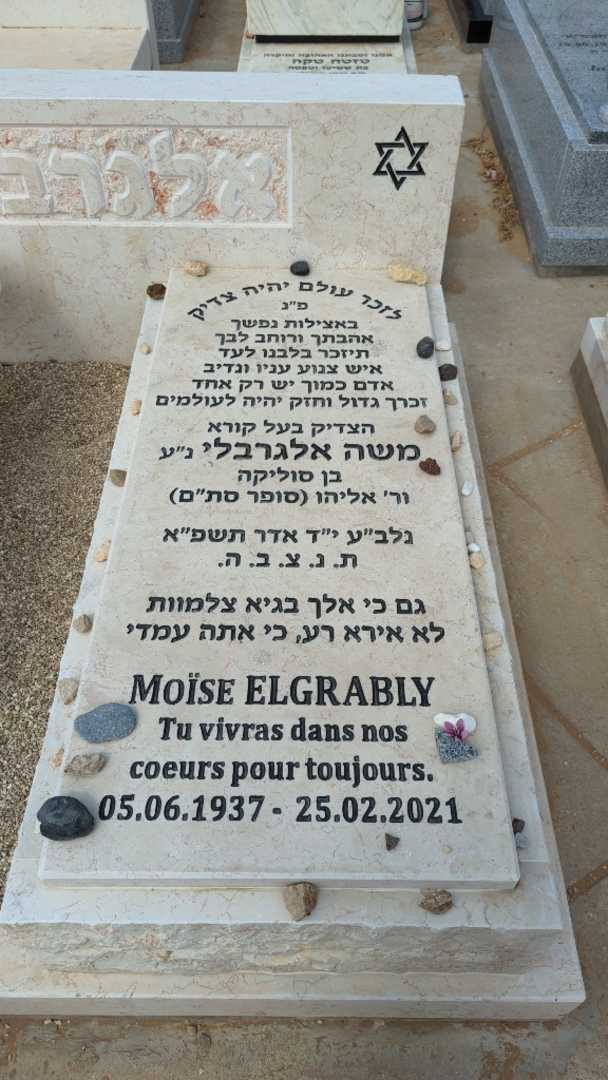 אלגרב
לזכר עולם יהיה צדיק
פ״נ
באצילות נפשך
אהבתך ורוחב לבך
תיזכר בלבנו לעד
איש צנוע עניו ונדיב
אדם כמוך יש רק אחד
זכרך גדול וחזק יהיה לעולמים
הצדיק בעל קורא
משה אלגרבלי נ״ע
בן סוליקה
ור׳ אליהו (סופר סת״ם)
נלב״ע י״ד אדר תשפ״א
ת. נ. צ. ב. ה.
גם כי אלך בגיא צלמוות
לא אירא רע, כי אתה עמדי
MOÏSE ELGRABLY
Tu vivras dans nos
coeurs pour toujours.
05.06.1937 - 25.02.2021